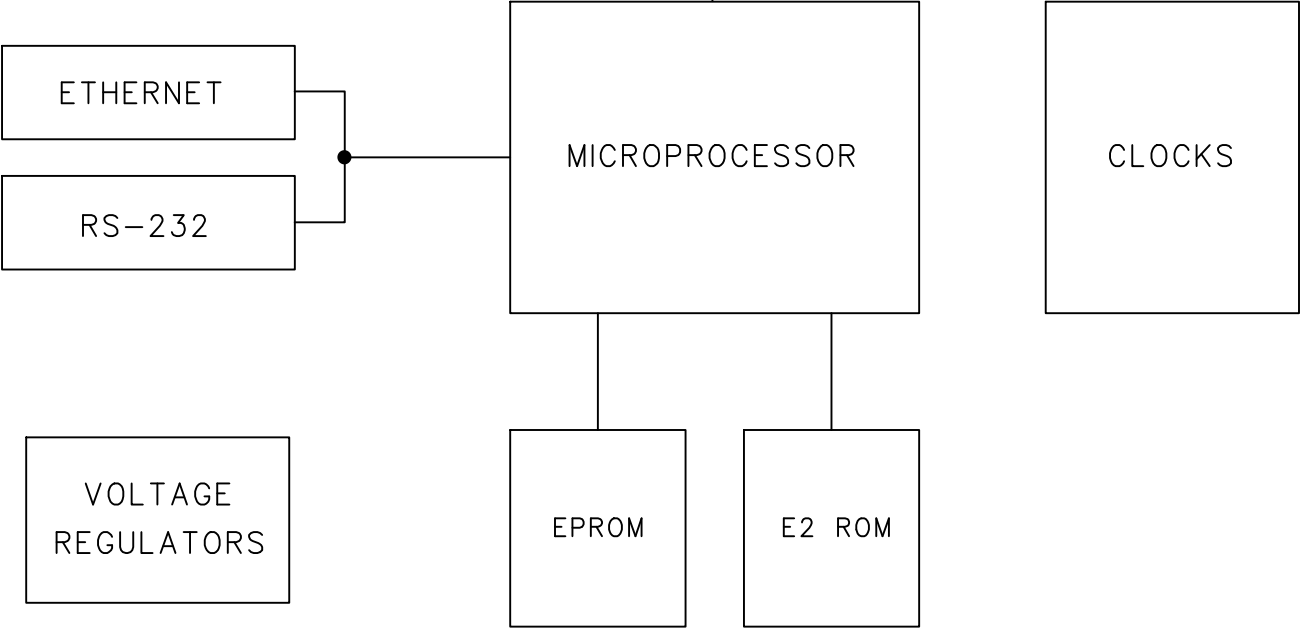 ETHERNET
MICROPROCESSOR
CLOCKS
RS-232
VOLTAGE
REGULATORS
EPROM
E2 ROM